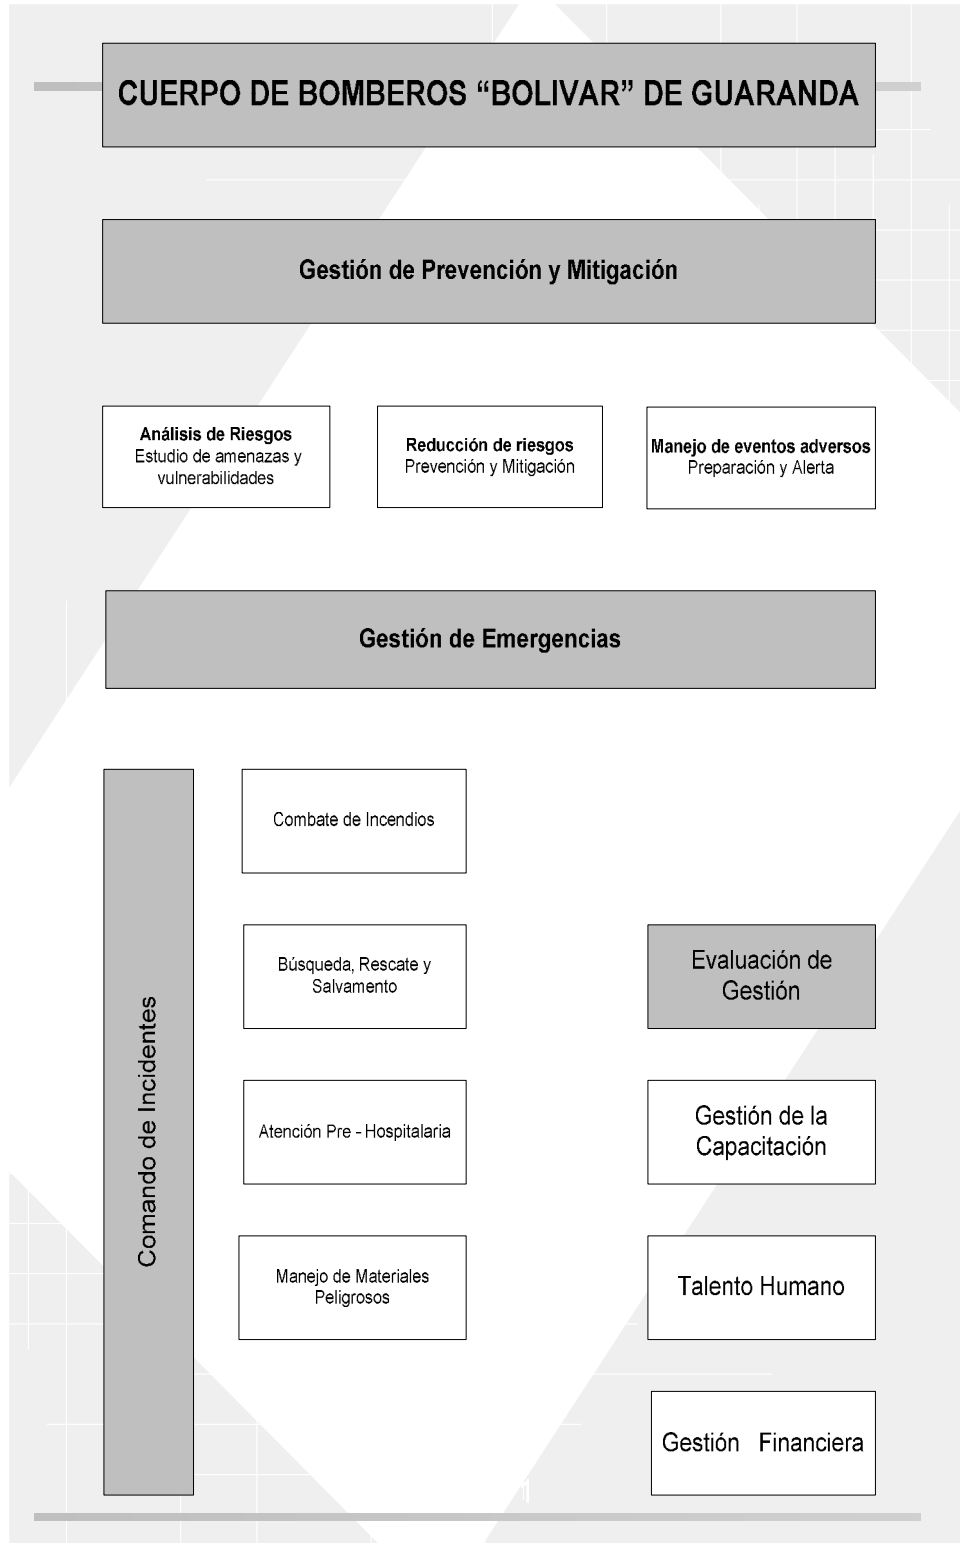 CUERPO DE BOMBEROS “BOLIVAR” DE GUARANDA
Gestión de Prevención y Mitigación
Análisis de Riesgos
Estudio de amenazas y
vulnerabilidades
Reducción de riesgos
Prevención y Mitigación
Manejo de eventos adversos
Preparación y Alerta
Gestión de Emergencias
Comando de Incidentes
Combate de Incendios
Búsqueda, Rescate y
Salvamento
Atención Pre - Hospitalaria
Manejo de Materiales
Peligrosos
Evaluación de
Gestión
Gestión de la
Capacitación
Talento Humano
Gestión Financiera